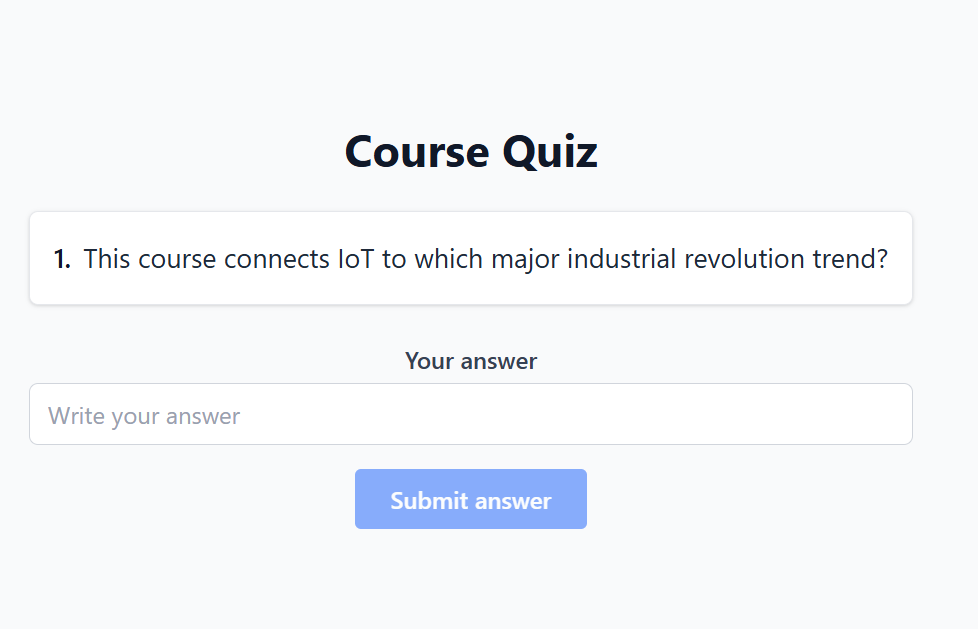 Course Quiz
1. This course connects IoT to which major industrial revolution trend?
Your answer
Write your answer
Submit answer